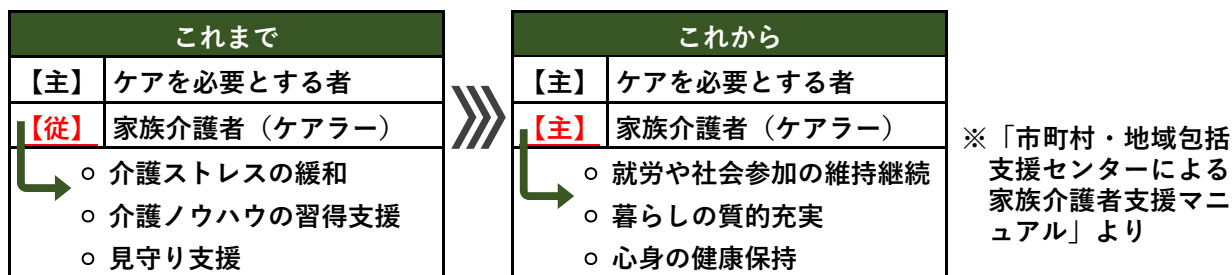 これまで
【主】 ケアを必要とする者
【従】 家族介護者（ケアラー）
○ 介護ストレスの緩和
○ 介護ノウハウの習得支援
○ 見守り支援
これから
【主】 ケアを必要とする者
【主】 家族介護者（ケアラー）
○ 就労や社会参加の維持継続
○ 暮らしの質的充実
○ 心身の健康保持
※「市町村・地域包括
支援センターによる
家族介護者支援マニ
ュアル」より